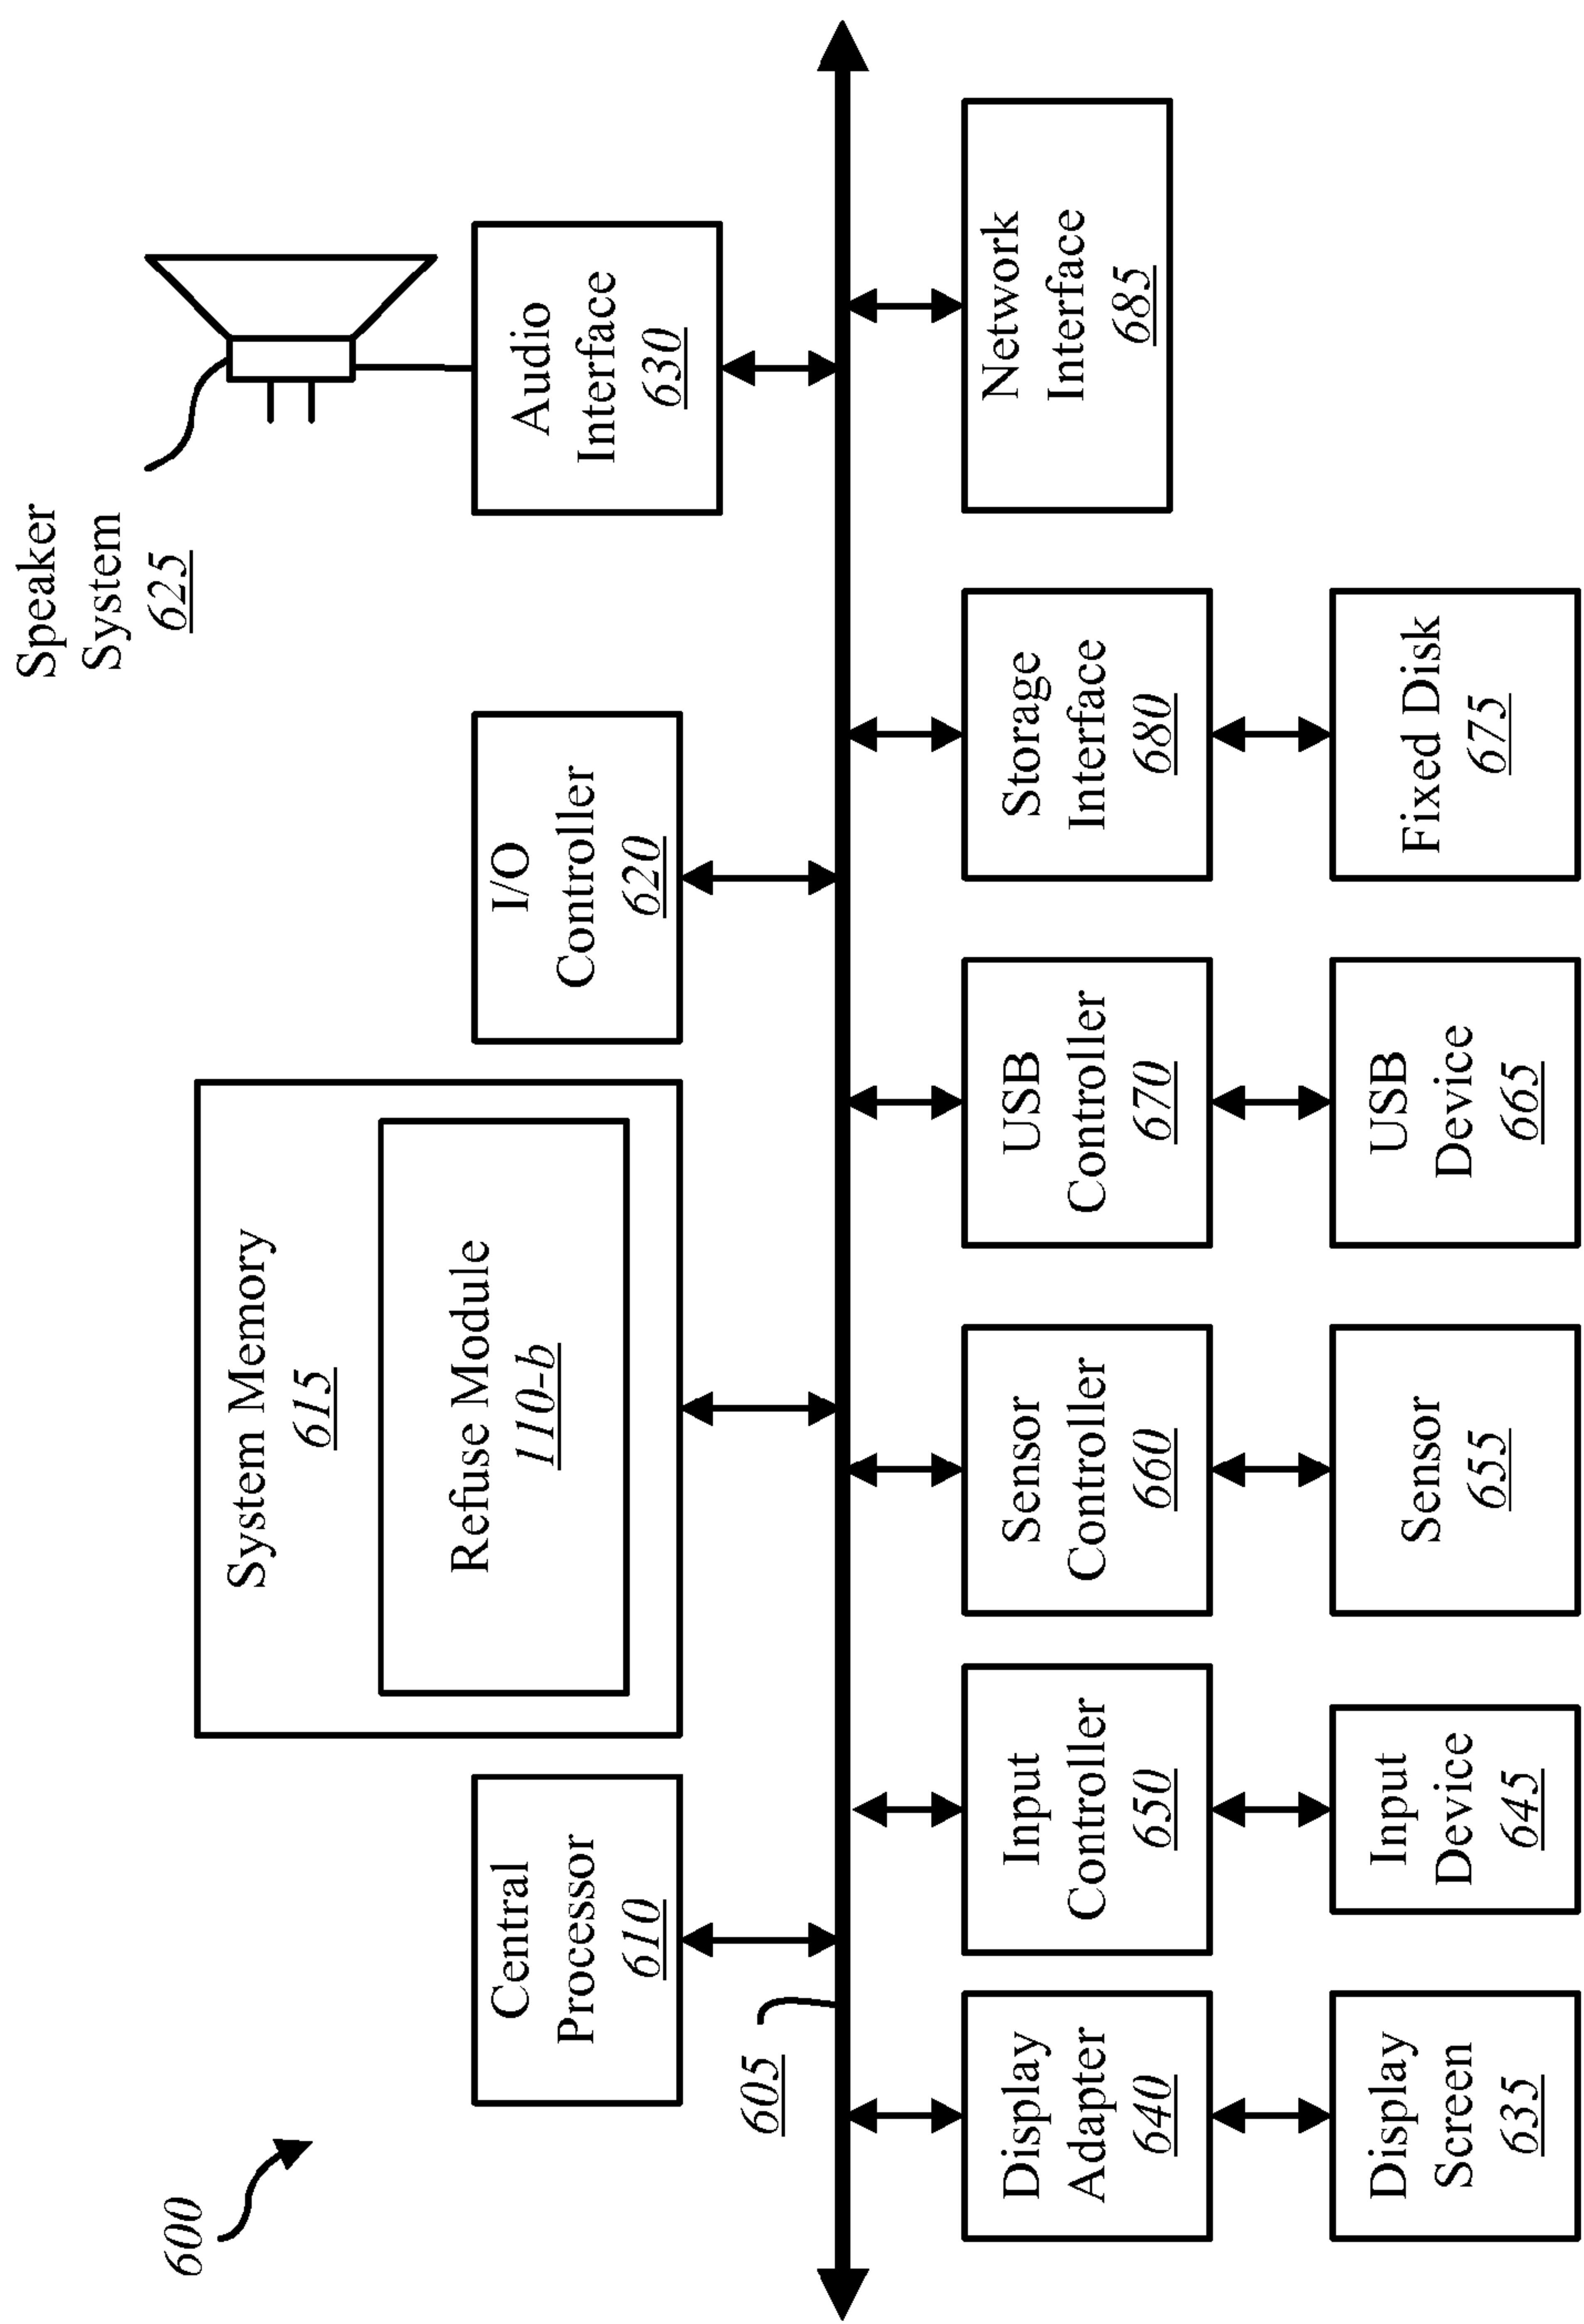 600
Speaker
System
625
System Memory
615
Refuse Module
110-b
Central
Processor
610
I/O
Controller
620
Audio
Interface
630
605
Display
Adapter
640
Input
Controller
650
Sensor
Controller
660
USB
Controller
670
Storage
Interface
680
Network
Interface
685
Display
Screen
635
Input
Device
645
Sensor
655
USB
Device
665
Fixed Disk
675